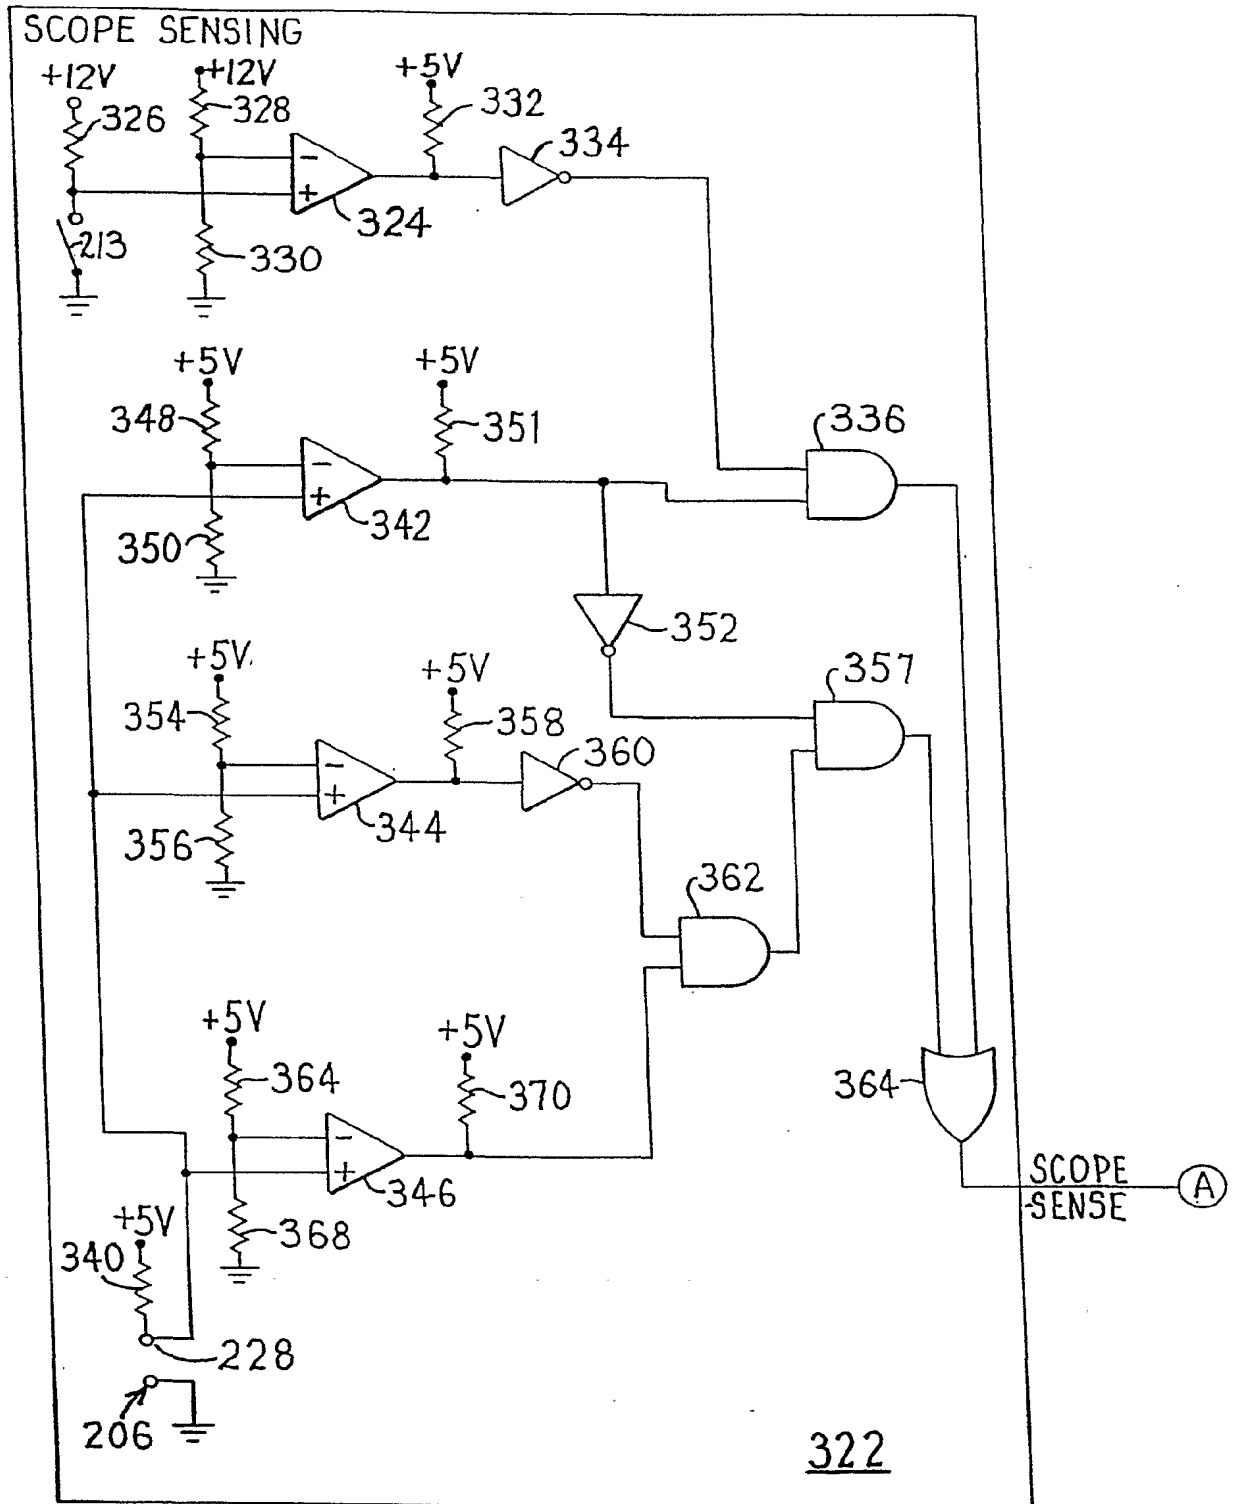 SCOPE SENSING
+12V
+12V
+5V
326
328
332
334
-
+
324
213
330
+5V
+5V
348
351
336
-
+
342
350
352
+5V
+5V
357
354
358
360
-
+
344
356
362
+5V
+5V
364
370
364
-
+
346
SCOPE
SENSE
A
+5V
368
340
228
206
322